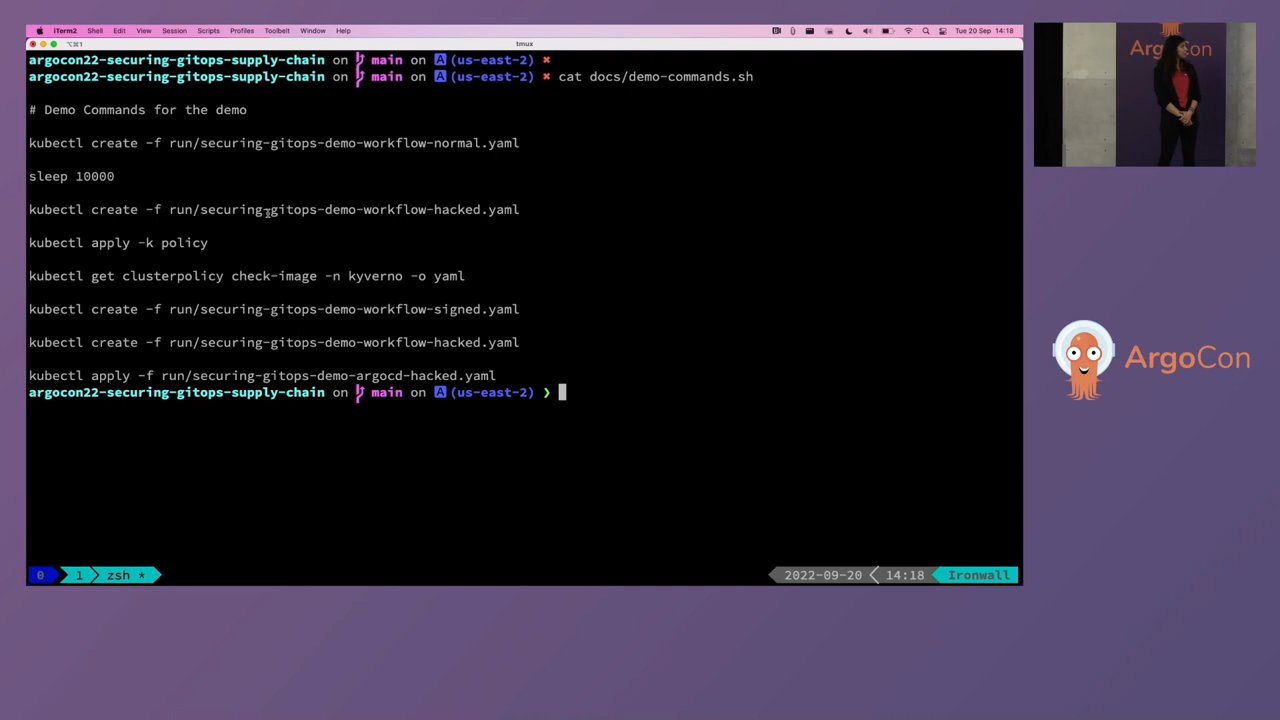 iTerm2 Shell Edit View Session Scripts Profiles Toolbelt Window Help
Tue 20 Sep 14:18
⌥⌘1
tmux
argocon22-securing-gitops-supply-chain on main on A (us-east-2) ✖
argocon22-securing-gitops-supply-chain on main on A (us-east-2) ✖ cat docs/demo-commands.sh
# Demo Commands for the demo
kubectl create -f run/securing-gitops-demo-workflow-normal.yaml
sleep 10000
kubectl create -f run/securing-gitops-demo-workflow-hacked.yaml
kubectl apply -k policy
kubectl get clusterpolicy check-image -n kyverno -o yaml
kubectl create -f run/securing-gitops-demo-workflow-signed.yaml
kubectl create -f run/securing-gitops-demo-workflow-hacked.yaml
kubectl apply -f run/securing-gitops-demo-argocd-hacked.yaml
argocon22-securing-gitops-supply-chain on main on A (us-east-2) ❯
0 1 zsh *
2022-09-20 14:18 Ironwall
ArgoCon
ArgoCon